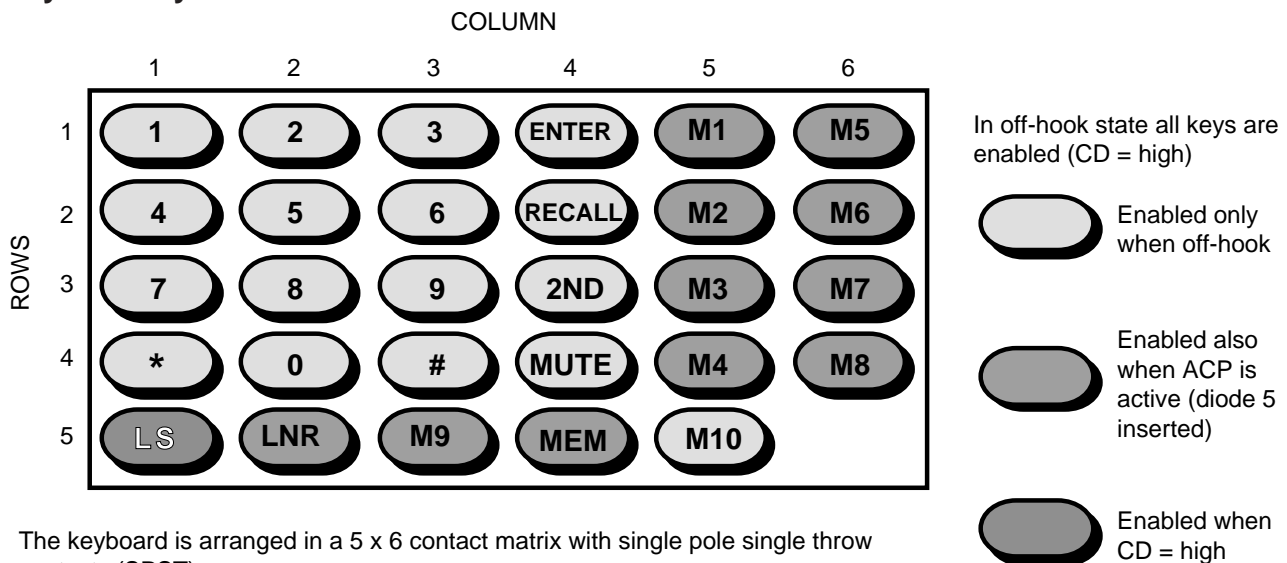 COLUMN
1 2 3 4 5 6
ROWS
1 1 2 3 ENTER M1 M5
2 4 5 6 RECALL M2 M6
3 7 8 9 2ND M3 M7
4 * 0 # MUTE M4 M8
5 LS LNR M9 MEM M10
In off-hook state all keys are
enabled (CD = high)
Enabled only
when off-hook
Enabled also
when ACP is
active (diode 5
inserted)
Enabled when
CD = high
The keyboard is arranged in a 5 x 6 contact matrix with single pole single throw